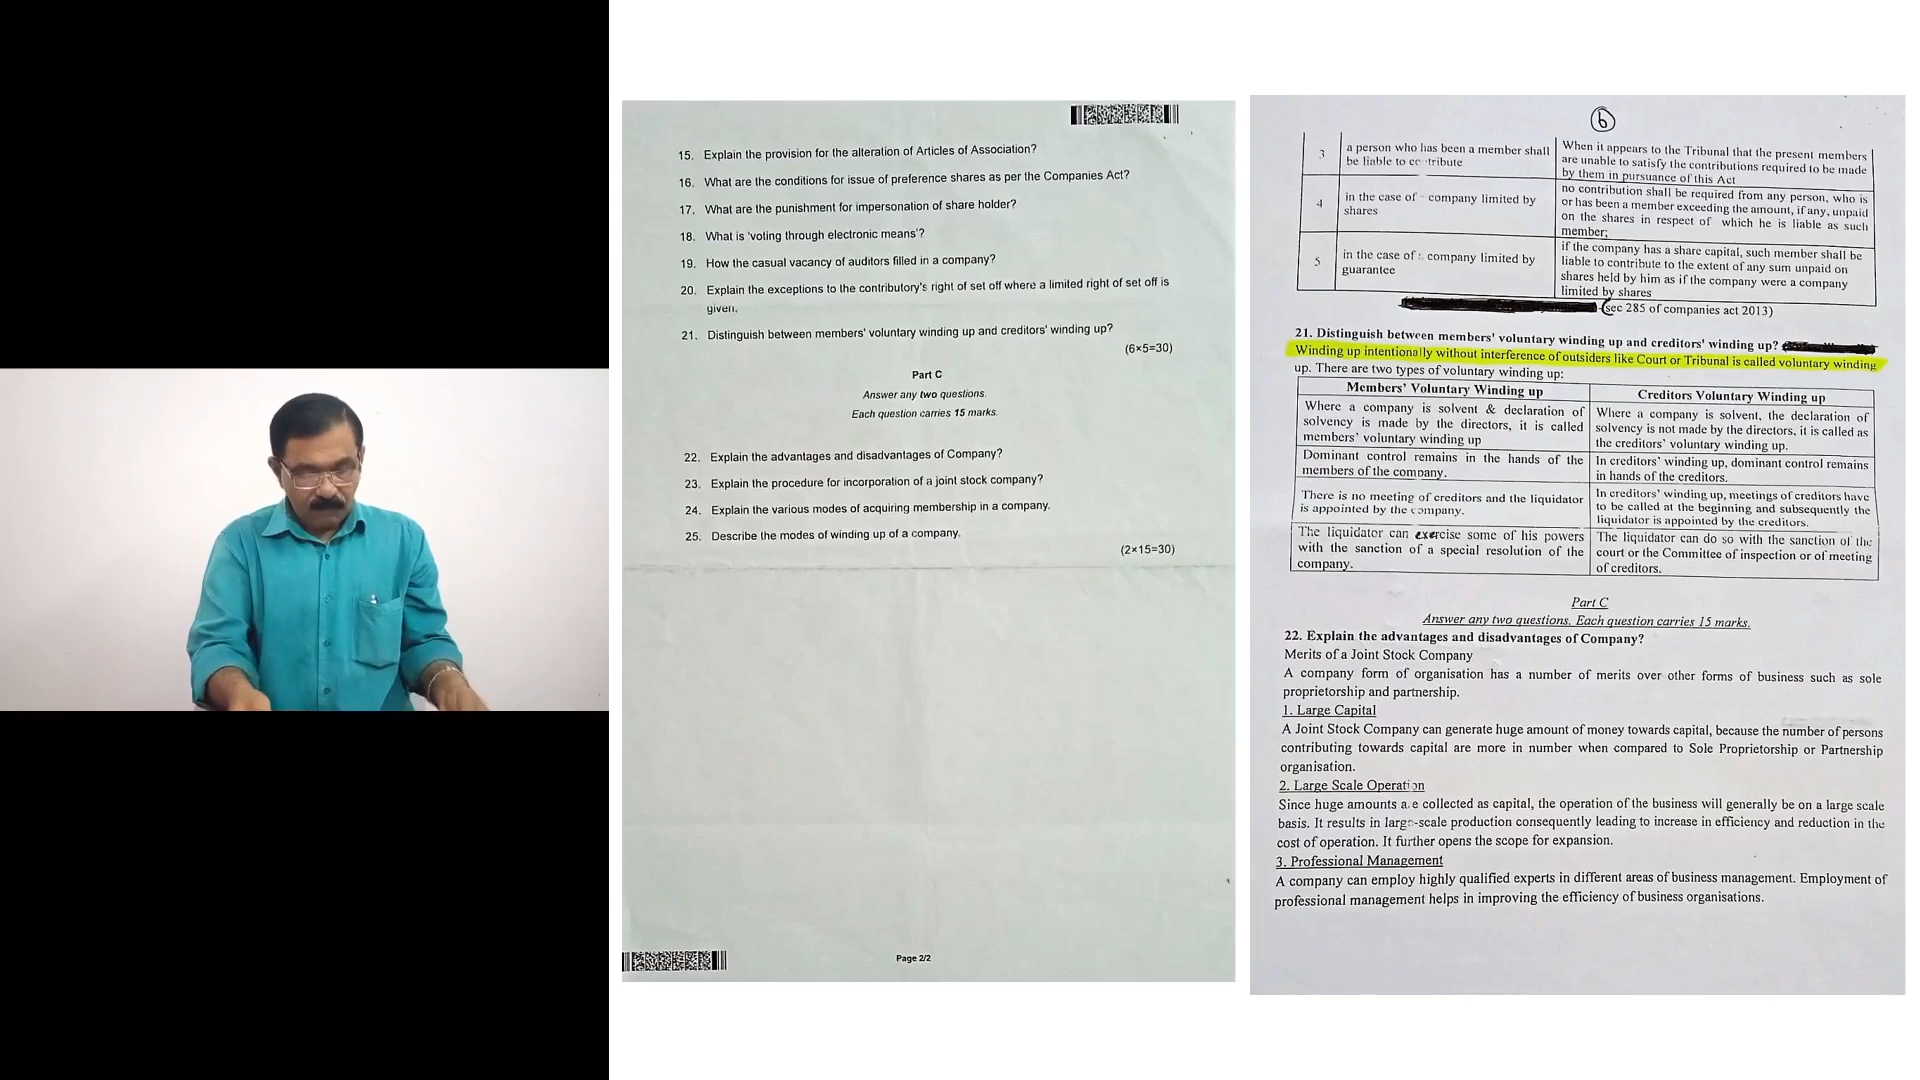 15. Explain the provision for the alteration of Articles of Association?
16. What are the conditions for issue of preference shares as per the Companies Act?
17. What are the punishment for impersonation of share holder?
18. What is 'voting through electronic means'?
19. How the casual vacancy of auditors filled in a company?
20. Explain the exceptions to the contributory's right of set off where a limited right of set off is
given.
21. Distinguish between members' voluntary winding up and creditors' winding up?
(6×5=30)
Part C
Answer any two questions.
Each question carries 15 marks.
22. Explain the advantages and disadvantages of Company?
23. Explain the procedure for incorporation of a joint stock company?
24. Explain the various modes of acquiring membership in a company.
25. Describe the modes of winding up of a company.
(2×15=30)
Page 2/2
6
3
a person who has been a member shall
be liable to contribute
When it appears to the Tribunal that the present members
are unable to satisfy the contributions required to be made
by them in pursuance of this Act
4
in the case of company limited by
shares
no contribution shall be required from any person, who is
or has been a member exceeding the amount, if any, unpaid
on the shares in respect of which he is liable as such
member;
5
in the case of company limited by
guarantee
if the company has a share capital, such member shall be
liable to contribute to the extent of any sum unpaid on
shares held by him as if the company were a company
limited by shares
(sec 285 of companies act 2013)
21. Distinguish between members' voluntary winding up and creditors' winding up?
Winding up intentionally without interference of outsiders like Court or Tribunal is called voluntary winding
up. There are two types of voluntary winding up:
Members' Voluntary Winding up
Creditors Voluntary Winding up
Where a company is solvent & declaration of
solvency is made by the directors, it is called
members' voluntary winding up
Where a company is solvent, the declaration of
solvency is not made by the directors, it is called as
the creditors' voluntary winding up.
Dominant control remains in the hands of the
members of the company.
In creditors' winding up, dominant control remains
in hands of the creditors.
There is no meeting of creditors and the liquidator
is appointed by the company.
In creditors' winding up, meetings of creditors have
to be called at the beginning and subsequently the
liquidator is appointed by the creditors.
The liquidator can exercise some of his powers
with the sanction of a special resolution of the
company.
The liquidator can do so with the sanction of the
court or the Committee of inspection or of meeting
of creditors.
Part C
Answer any two questions. Each question carries 15 marks.
22. Explain the advantages and disadvantages of Company?
Merits of a Joint Stock Company
A company form of organisation has a number of merits over other forms of business such as sole
proprietorship and partnership.
1. Large Capital
A Joint Stock Company can generate huge amount of money towards capital, because the number of persons
contributing towards capital are more in number when compared to Sole Proprietorship or Partnership
organisation.
2. Large Scale Operation
Since huge amounts are collected as capital, the operation of the business will generally be on a large scale
basis. It results in large-scale production consequently leading to increase in efficiency and reduction in the
cost of operation. It further opens the scope for expansion.
3. Professional Management
A company can employ highly qualified experts in different areas of business management. Employment of
professional management helps in improving the efficiency of business organisations.